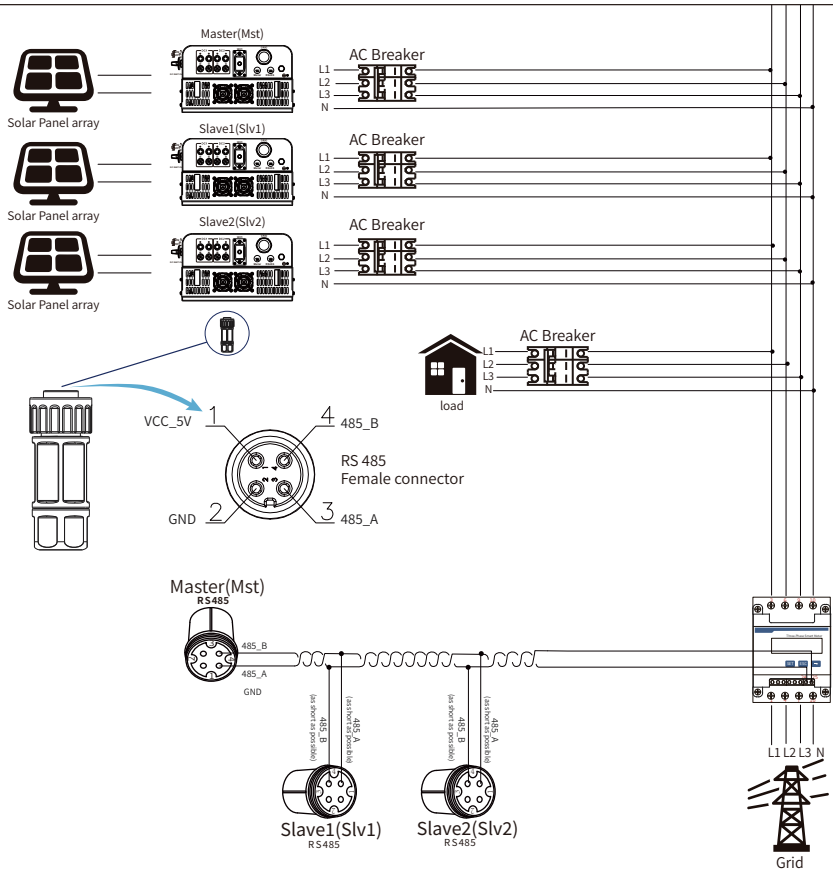 Master(Mst)
Solar Panel array
AC Breaker
L1
L2
L3
N
Slave1(Slv1)
Solar Panel array
AC Breaker
L1
L2
L3
N
Slave2(Slv2)
Solar Panel array
AC Breaker
L1
L2
L3
N
AC Breaker
L1
L2
L3
N
load
VCC_5V 1
4 485_B
1 4
2 3
RS 485
Female connector
GND 2
3 485_A
Master(Mst)
RS485
485_B
485_A
GND
485_B
(as short as possible)
485_A
(as short as possible)
485_B
(as short as possible)
485_A
(as short as possible)
Slave1(Slv1)
RS485
Slave2(Slv2)
RS485
L1 L2 L3 N
Grid